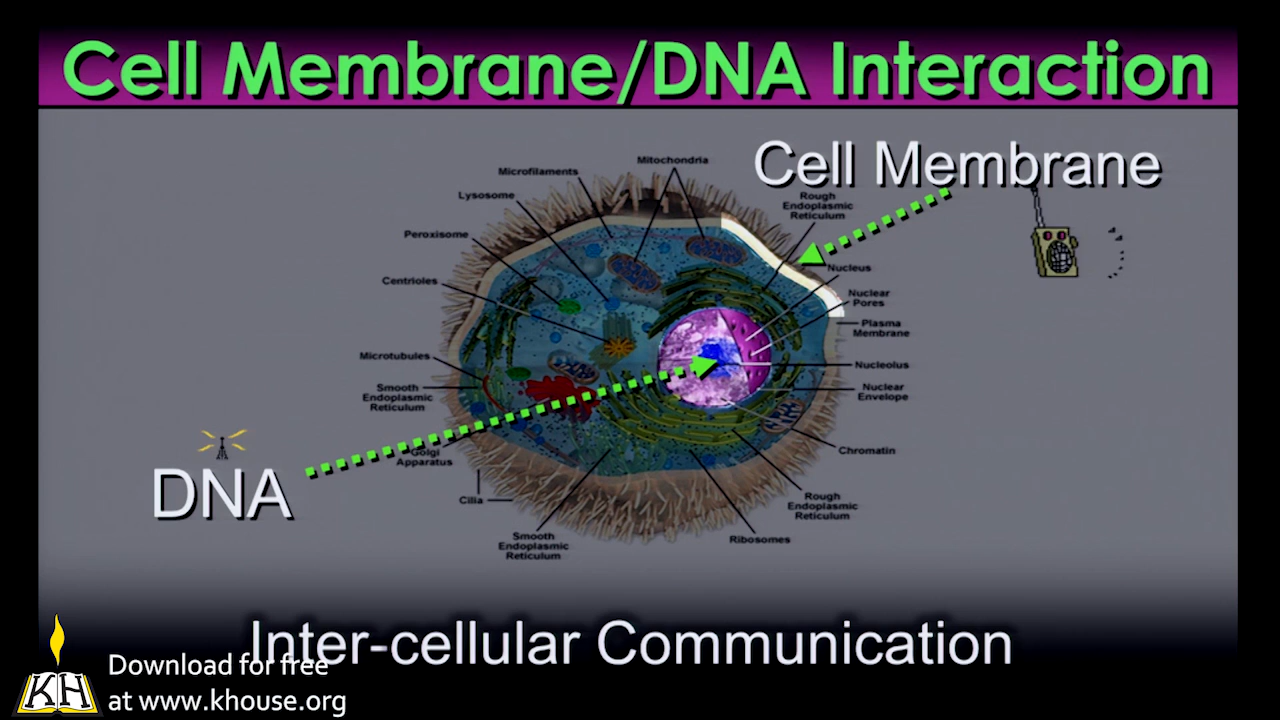 Cell Membrane/DNA Interaction
Cell Membrane
Mitochondria
Microfilaments
Lysosome
Rough
Endoplasmic
Reticulum
Peroxisome
Nucleus
Centrioles
Nuclear
Pores
Plasma
Membrane
Microtubules
Nucleolus
Smooth
Endoplasmic
Reticulum
Nuclear
Envelope
Golgi
Apparatus
Chromatin
DNA
Cilia
Rough
Endoplasmic
Reticulum
Smooth
Endoplasmic
Reticulum
Ribosomes
Inter-cellular Communication
KH
Download for free
at www.khouse.org